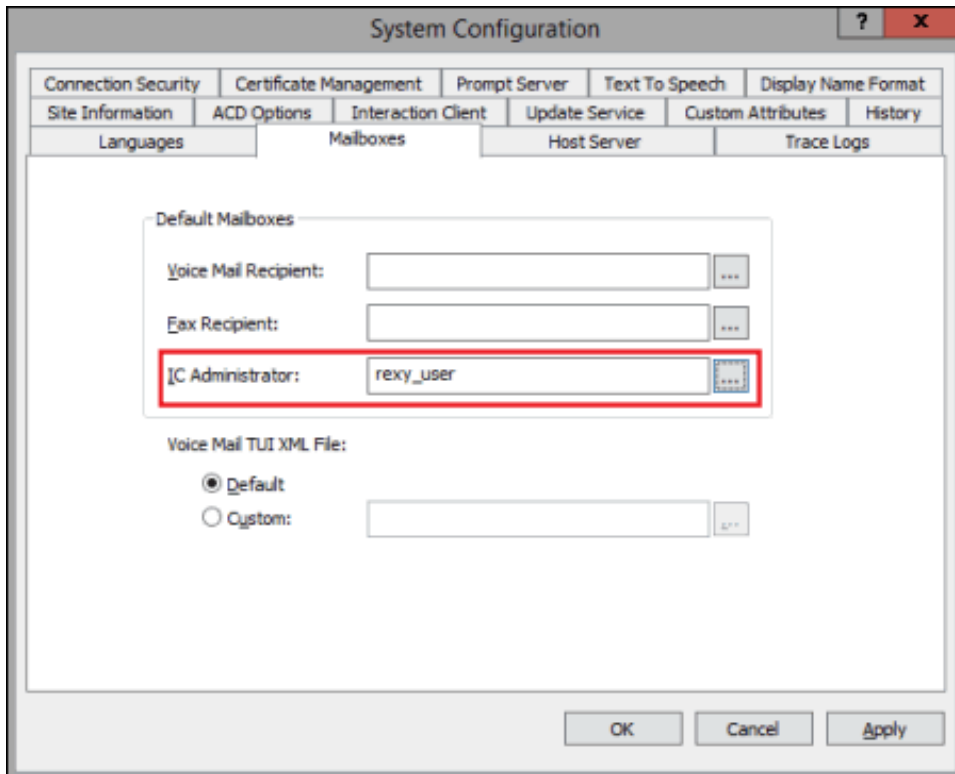 System Configuration
? x
Connection Security Certificate Management Prompt Server Text To Speech Display Name Format
Site Information ACD Options Interaction Client Update Service Custom Attributes History
Languages Mailboxes Host Server Trace Logs
Default Mailboxes
Voice Mail Recipient: ...
Fax Recipient: ...
IC Administrator: rexy_user ...
Voice Mail TUI XML File:
Default
Custom: ...
OK Cancel Apply